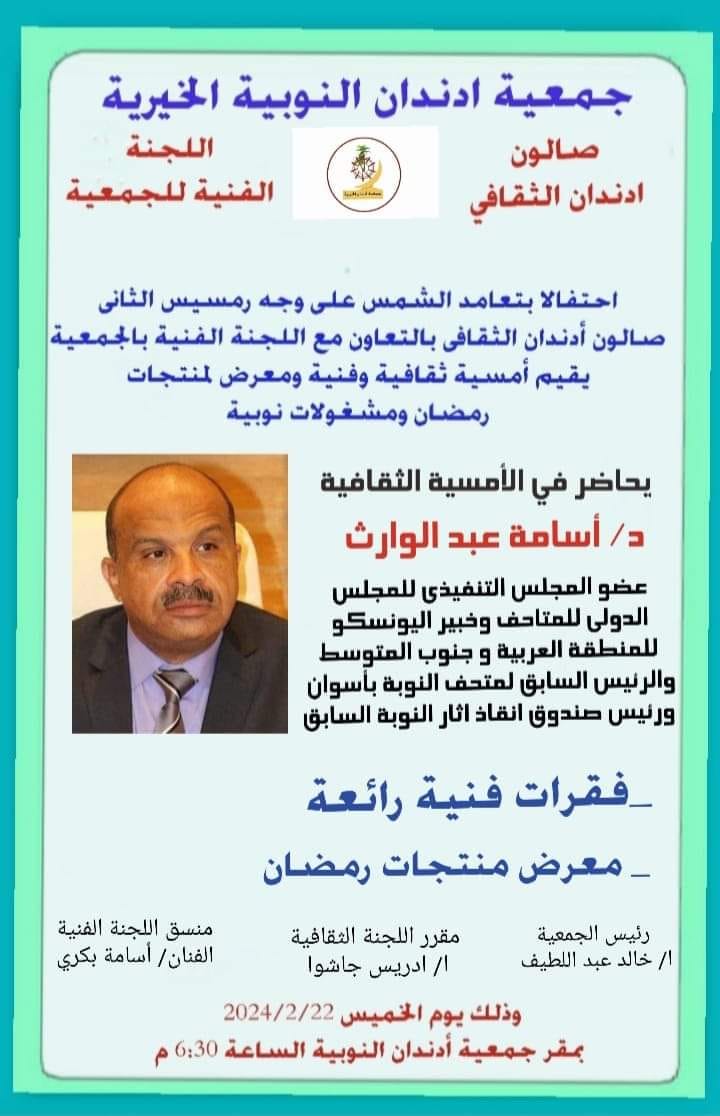 جمعية ادندان النوبية الخيرية
صالون
ادندان الثقافي
اللجنة
الفنية للجمعية
احتفالا بتعامد الشمس على وجه رمسيس الثانى
صالون أدندان الثقافى بالتعاون مع اللجنة الفنية بالجمعية
يقيم أمسية ثقافية وفنية ومعرض لمنتجات
رمضان ومشغولات نوبية
يحاضر في الأمسية الثقافية
د/ أسامة عبد الوارث
عضو المجلس التنفيذى للمجلس
الدولى للمتاحف وخبير اليونسكو
للمنطقة العربية و جنوب المتوسط
والرئيس السابق لمتحف النوبة بأسوان
ورئيس صندوق انقاذ اثار النوبة السابق
_فقرات فنية رائعة
_ معرض منتجات رمضان
رئيس الجمعية
ا/ خالد عبد اللطيف
مقرر اللجنة الثقافية
ا/ ادريس جاشوا
منسق اللجنة الفنية
الفنان/ أسامة بكري
وذلك يوم الخميس 2024/2/22
بمقر جمعية أدندان النوبية الساعة 6:30 م